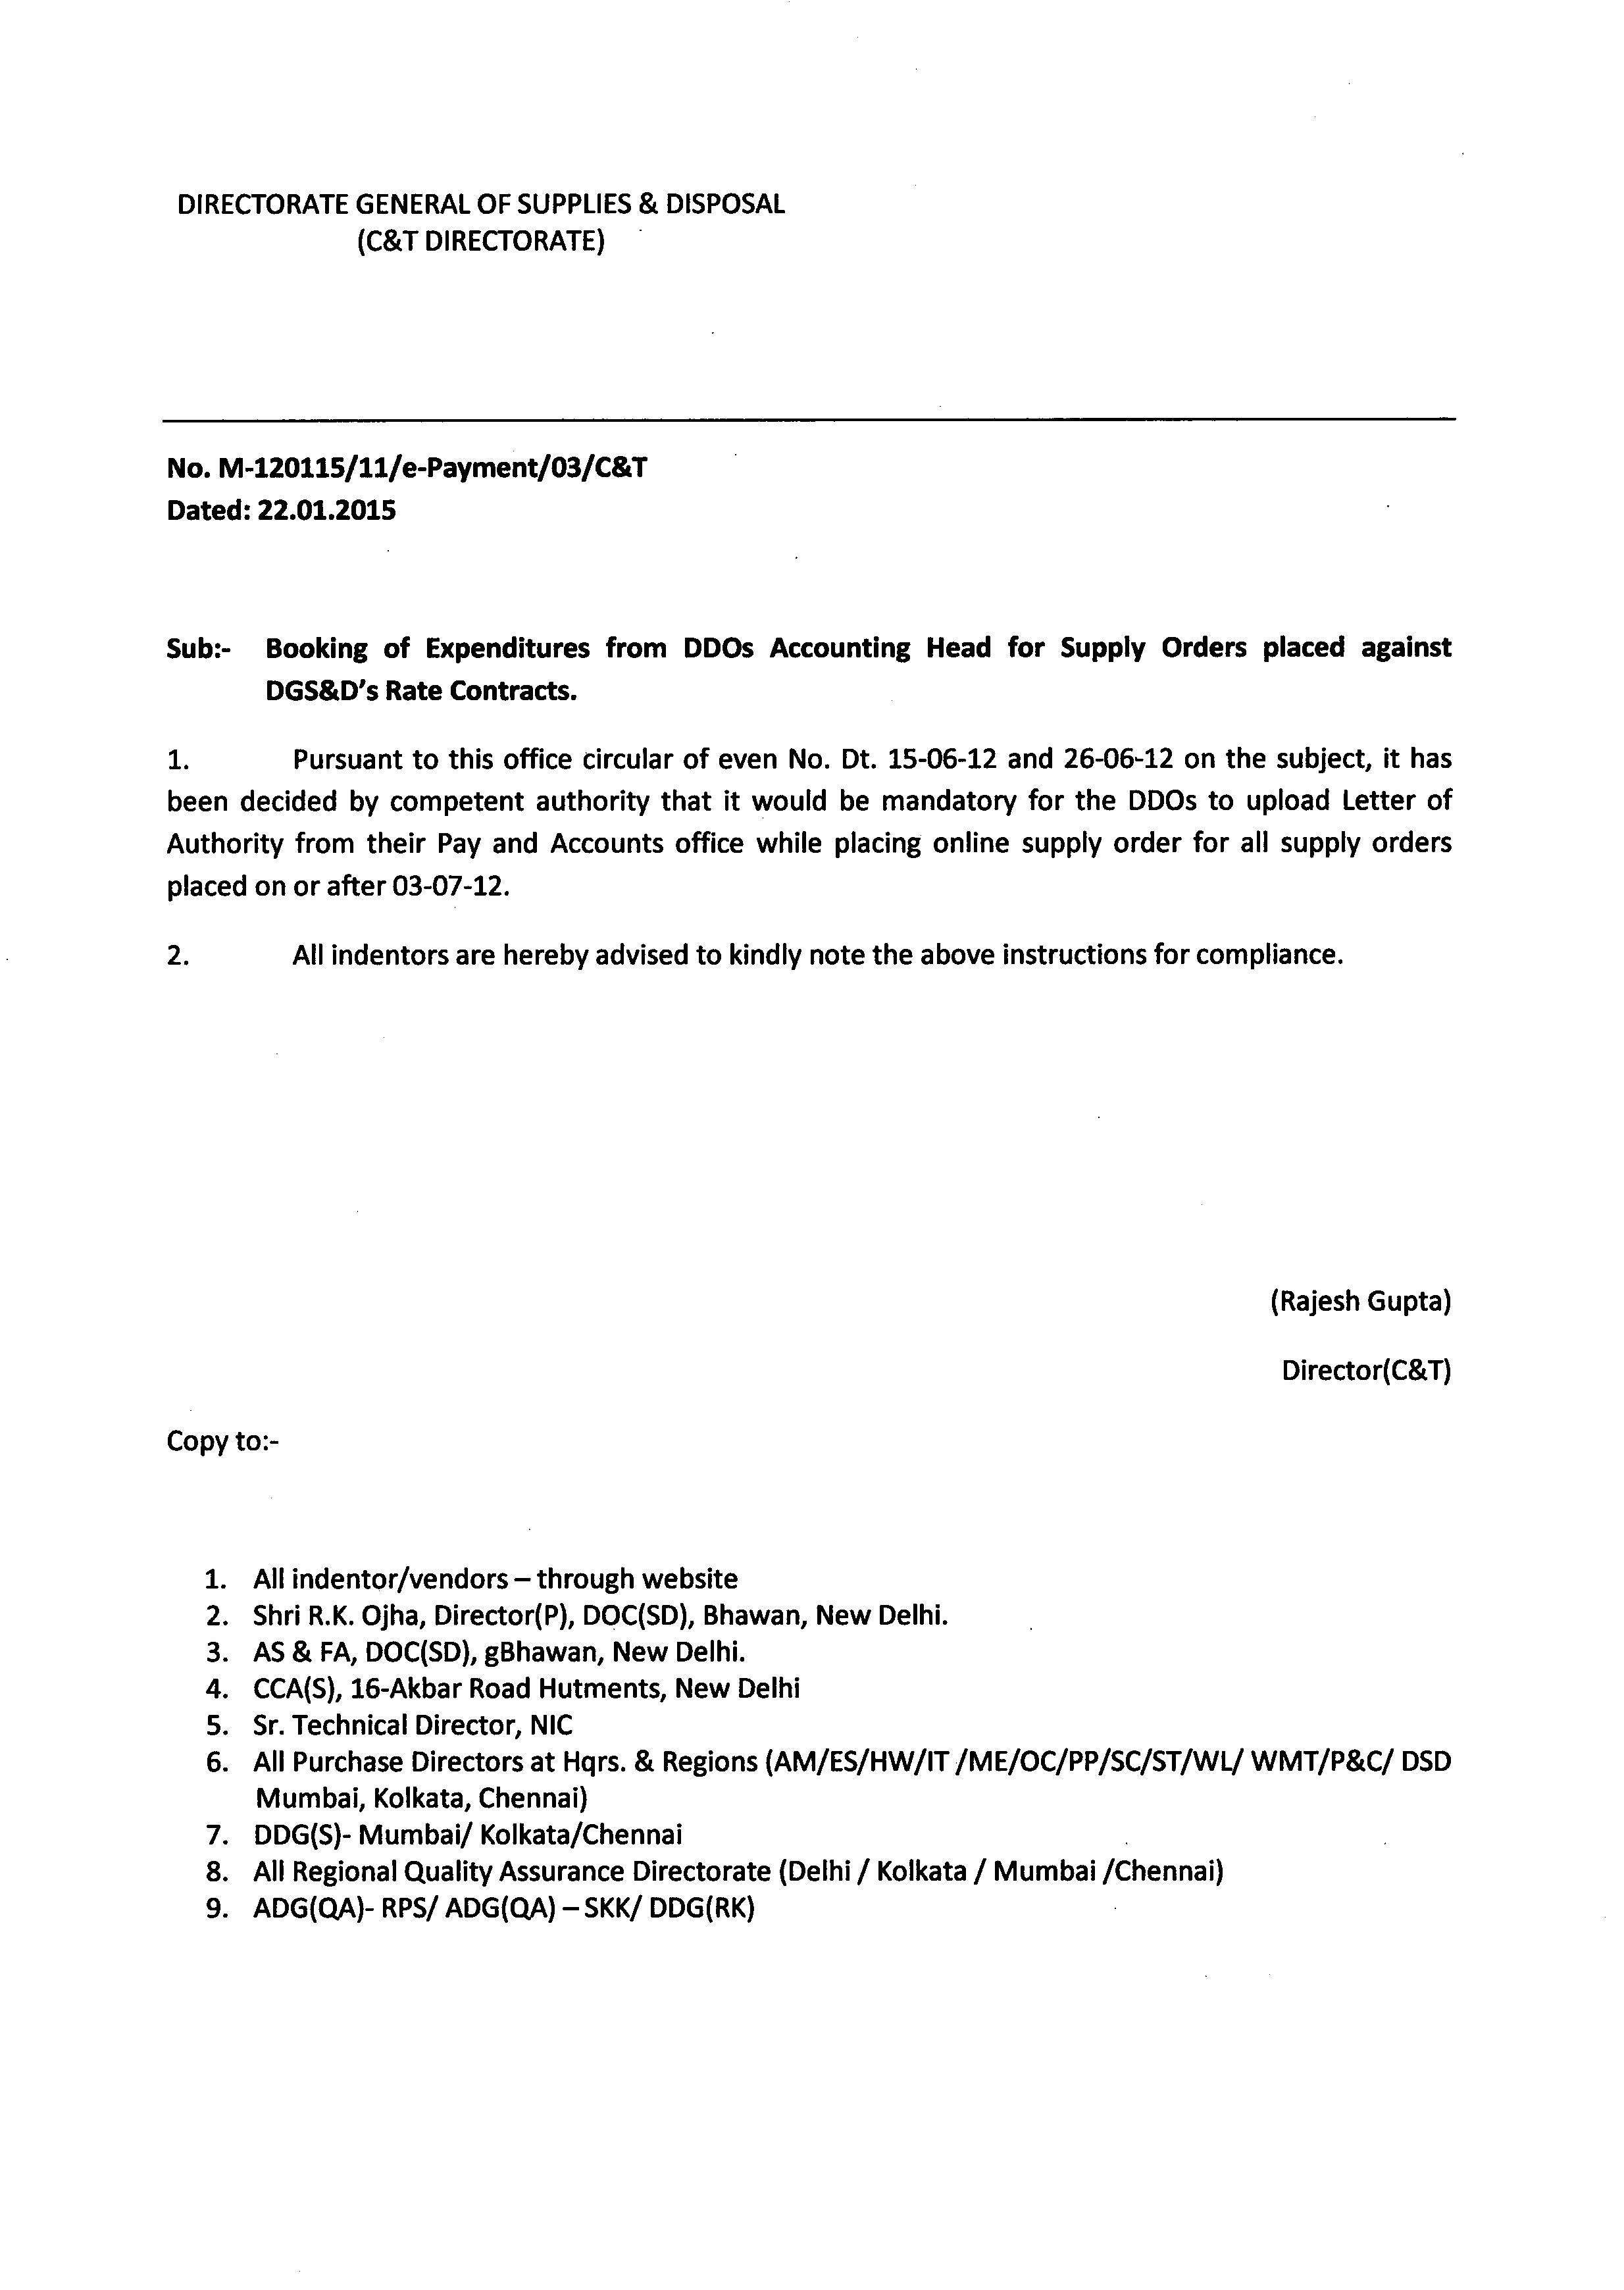 DIRECTORATE GENERAL OF SUPPLIES & DISPOSAL
(C&T DIRECTORATE)
No. M-120115/11/e-Payment/03/C&T
Dated: 22.01.2015
Sub:- Booking of Expenditures from DDOs Accounting Head for Supply Orders placed against
DGS&D's Rate Contracts.
1. Pursuant to this office circular of even No. Dt. 15-06-12 and 26-06-12 on the subject, it has
been decided by competent authority that it would be mandatory for the DDOs to upload Letter of
Authority from their Pay and Accounts office while placing online supply order for all supply orders
placed on or after 03-07-12.
2. All indentors are hereby advised to kindly note the above instructions for compliance.
(Rajesh Gupta)
Director(C&T)
Copy to:-
1. All indentor/vendors – through website
2. Shri R.K. Ojha, Director(P), DOC(SD), Bhawan, New Delhi.
3. AS & FA, DOC(SD), gBhawan, New Delhi.
4. CCA(S), 16-Akbar Road Hutments, New Delhi
5. Sr. Technical Director, NIC
6. All Purchase Directors at Hqrs. & Regions (AM/ES/HW/IT /ME/OC/PP/SC/ST/WL/ WMT/P&C/ DSD
Mumbai, Kolkata, Chennai)
7. DDG(S)- Mumbai/ Kolkata/Chennai
8. All Regional Quality Assurance Directorate (Delhi / Kolkata / Mumbai /Chennai)
9. ADG(QA)- RPS/ ADG(QA) – SKK/ DDG(RK)